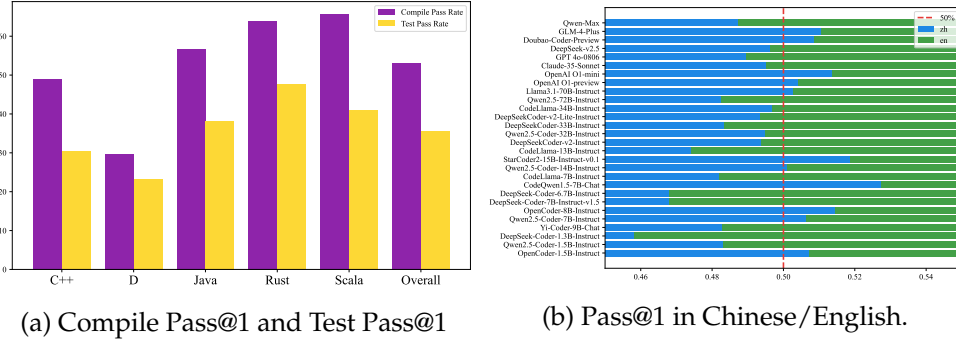 Compile Pass Rate
Test Pass Rate
0
10
20
30
40
50
60
C++ D Java Rust Scala Overall
(a) Compile Pass@1 and Test Pass@1
50%
zh
en
Qwen-Max
GLM-4-Plus
Doubao-Coder-Preview
DeepSeek-v2.5
GPT 4o-0806
Claude-35-Sonnet
OpenAI O1-mini
OpenAI O1-preview
Llama3.1-70B-Instruct
Qwen2.5-72B-Instruct
CodeLlama-34B-Instruct
DeepSeekCoder-v2-Lite-Instruct
DeepSeekCoder-33B-Instruct
Qwen2.5-Coder-32B-Instruct
DeepSeekCoder-v2-Instruct
CodeLlama-13B-Instruct
StarCoder2-15B-Instruct-v0.1
Qwen2.5-Coder-14B-Instruct
CodeLlama-7B-Instruct
CodeQwen1.5-7B-Chat
DeepSeek-Coder-6.7B-Instruct
DeepSeek-Coder-7B-Instruct-v1.5
OpenCoder-8B-Instruct
Qwen2.5-Coder-7B-Instruct
Yi-Coder-9B-Chat
DeepSeek-Coder-1.3B-Instruct
Qwen2.5-Coder-1.5B-Instruct
OpenCoder-1.5B-Instruct
0.46 0.48 0.50 0.52 0.54
(b) Pass@1 in Chinese/English.